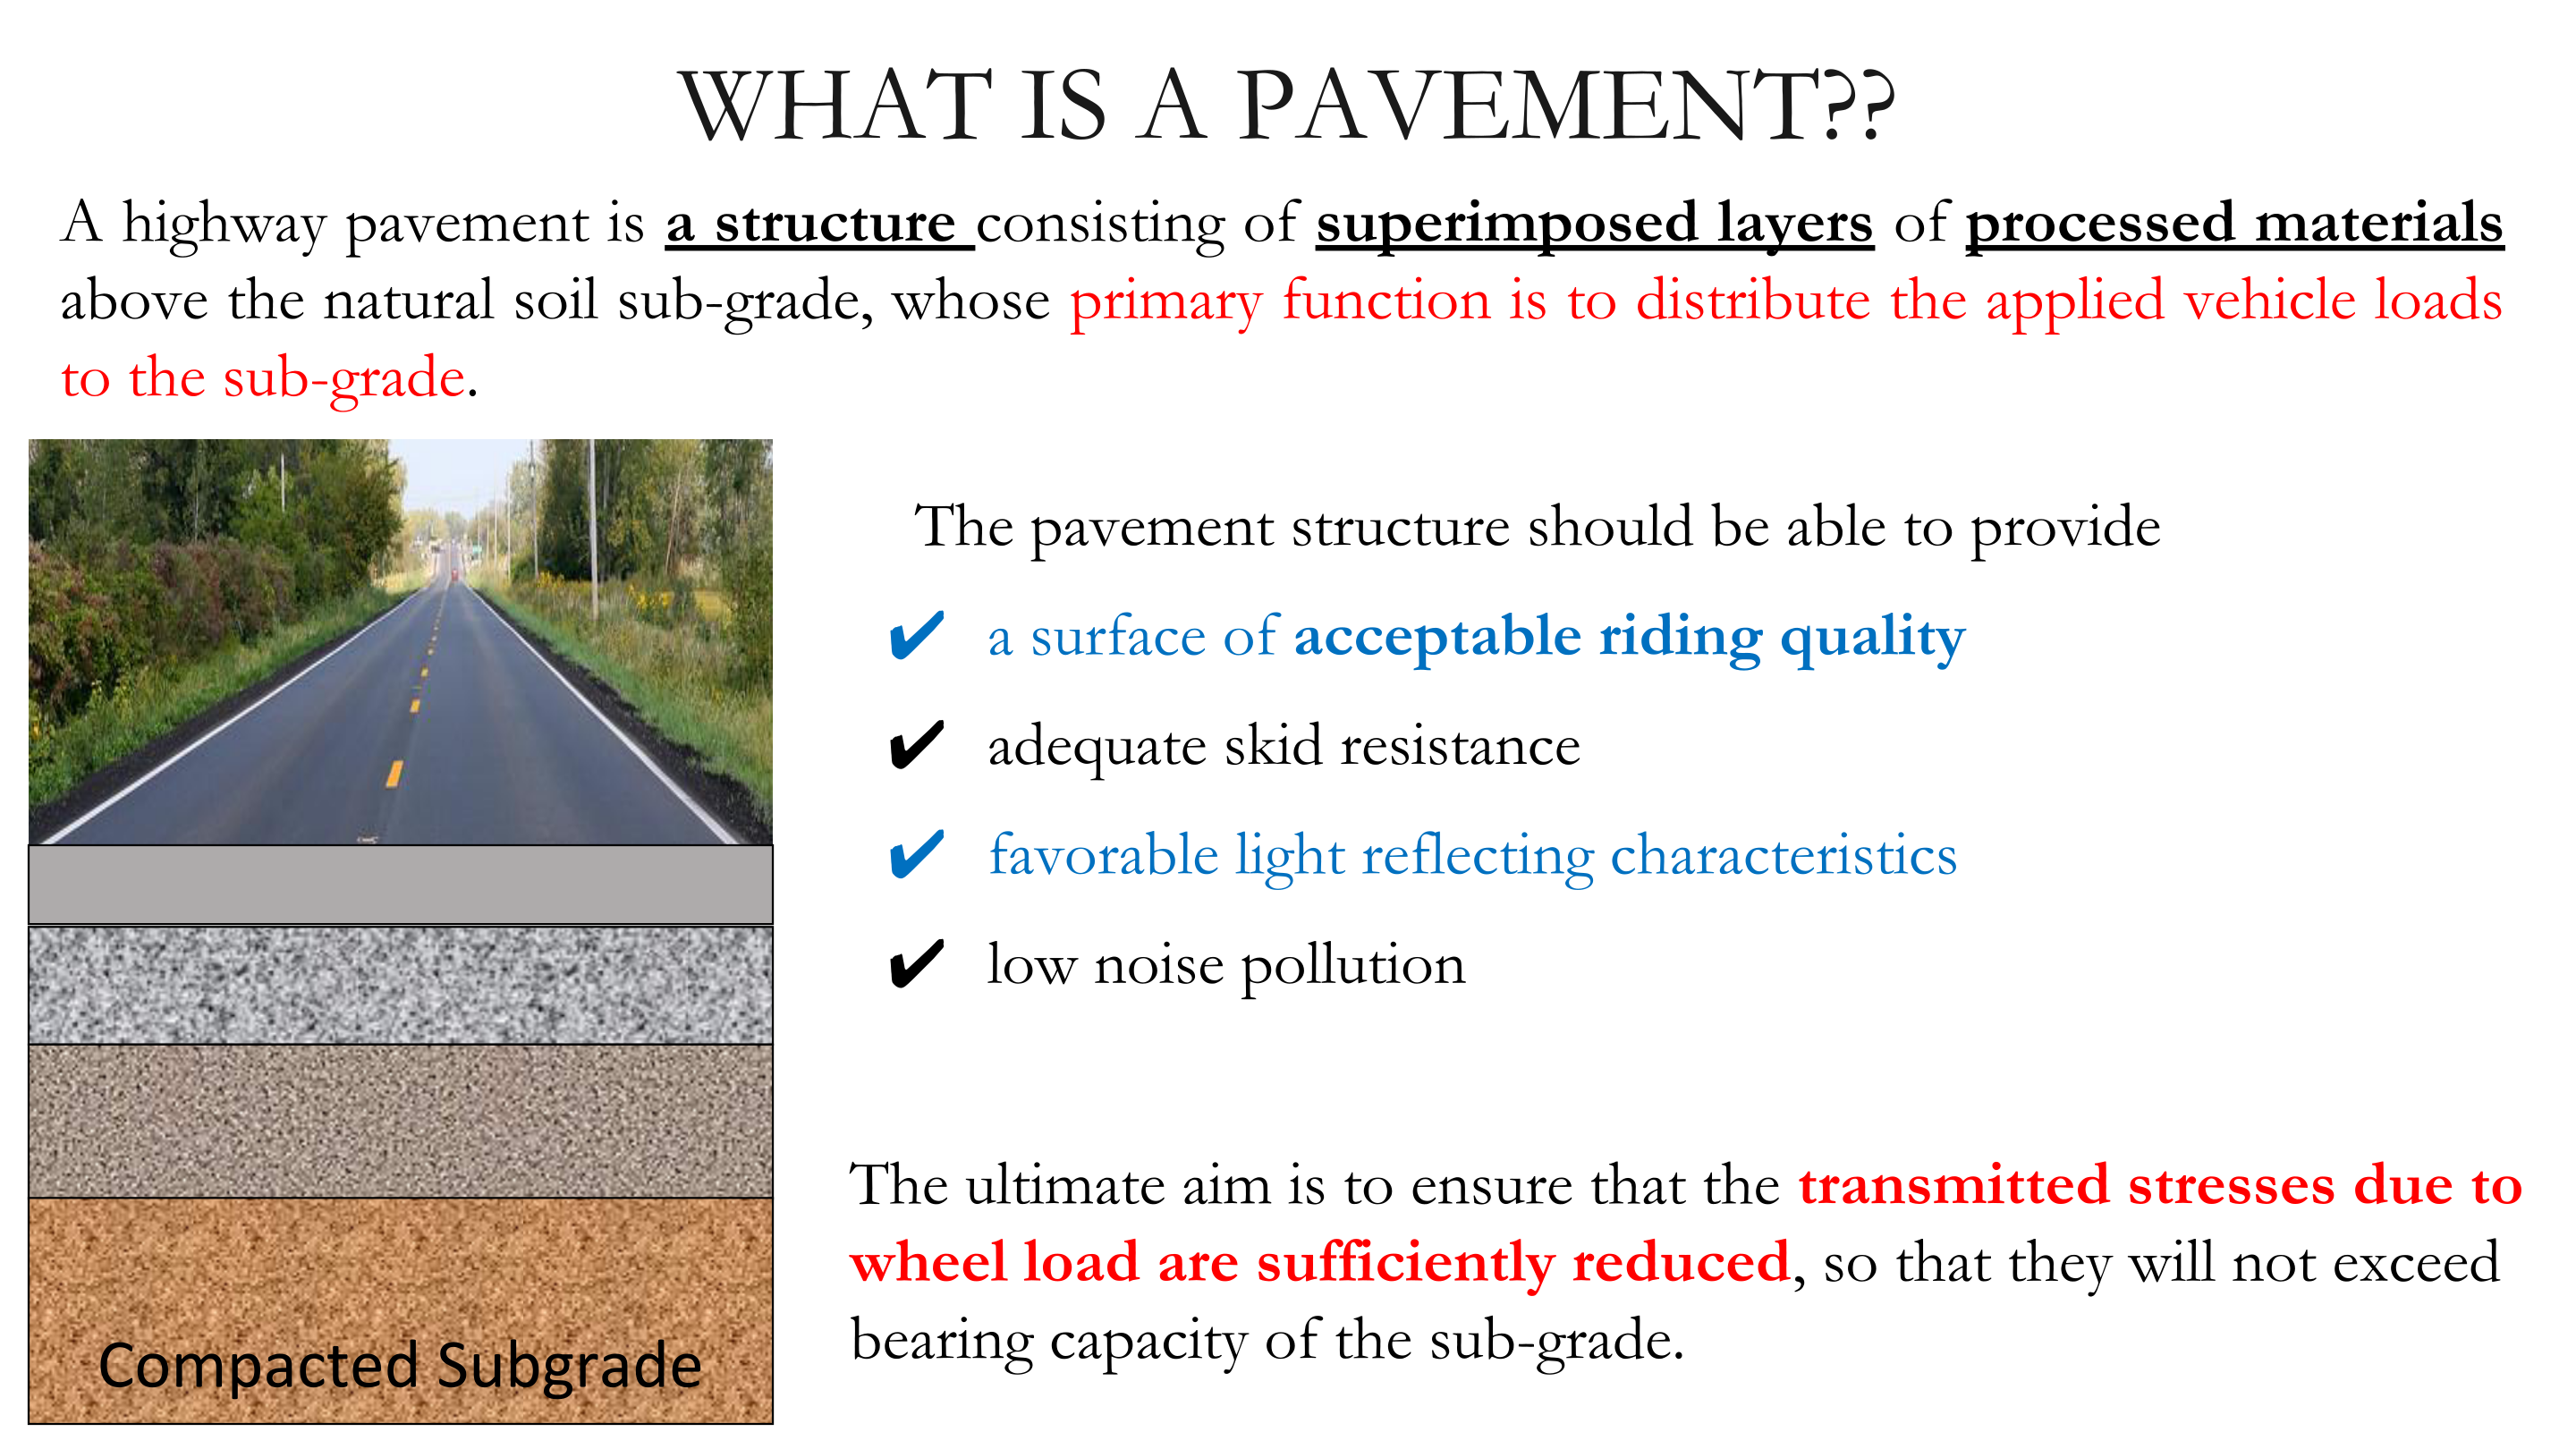 WHAT IS A PAVEMENT??
A highway pavement is a structure consisting of superimposed layers of processed materials
above the natural soil sub-grade, whose primary function is to distribute the applied vehicle loads
to the sub-grade.
The pavement structure should be able to provide
✔ a surface of acceptable riding quality
✔ adequate skid resistance
✔ favorable light reflecting characteristics
✔ low noise pollution
The ultimate aim is to ensure that the transmitted stresses due to
wheel load are sufficiently reduced, so that they will not exceed
bearing capacity of the sub-grade.
Compacted Subgrade